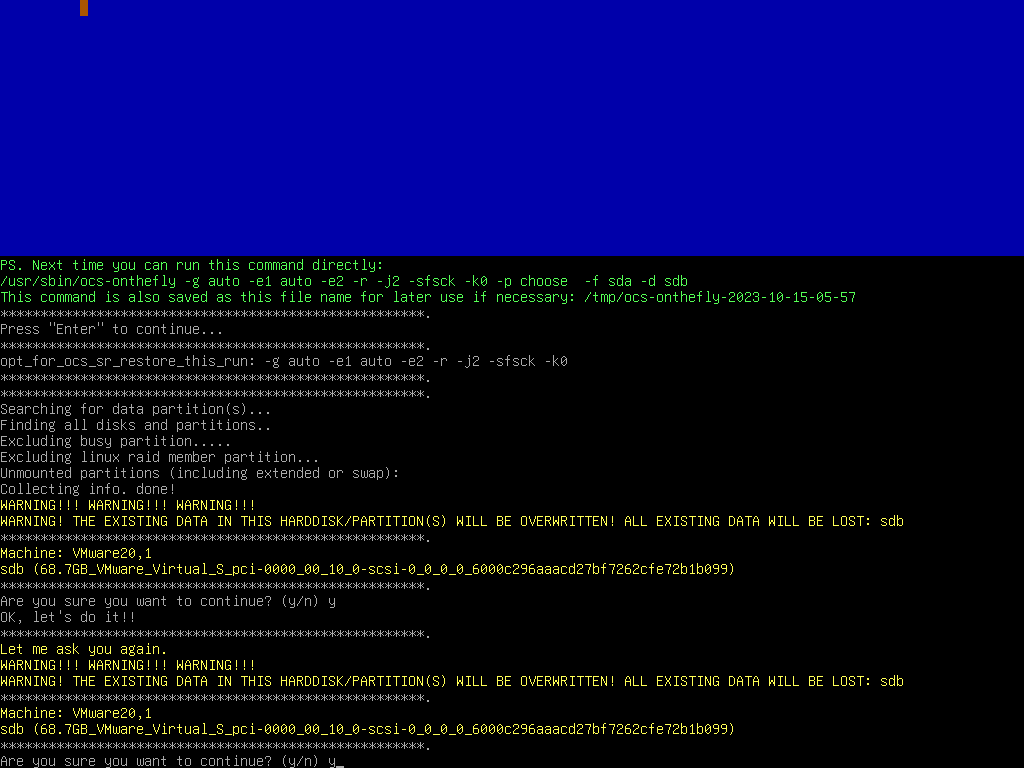 PS. Next time you can run this command directly:
/usr/sbin/ocs-onthefly -g auto -e1 auto -e2 -r -j2 -sfsck -k0 -p choose  -f sda -d sdb
This command is also saved as this file name for later use if necessary: /tmp/ocs-onthefly-2023-10-15-05-57
*****************************************************.
Press "Enter" to continue...
*****************************************************.
opt_for_ocs_sr_restore_this_run: -g auto -e1 auto -e2 -r -j2 -sfsck -k0
*****************************************************.
*****************************************************.
Searching for data partition(s)...
Finding all disks and partitions..
Excluding busy partition.....
Excluding linux raid member partition...
Unmounted partitions (including extended or swap):
Collecting info. done!
WARNING!!! WARNING!!! WARNING!!!
WARNING! THE EXISTING DATA IN THIS HARDDISK/PARTITION(S) WILL BE OVERWRITTEN! ALL EXISTING DATA WILL BE LOST: sdb
*****************************************************.
Machine: VMware20,1
sdb (68.7GB_VMware_Virtual_S_pci-0000_00_10_0-scsi-0_0_0_0_6000c296aaacd27bf7262cfe72b1b099)
*****************************************************.
Are you sure you want to continue? (y/n) y
OK, let's do it!!
*****************************************************.
Let me ask you again.
WARNING!!! WARNING!!! WARNING!!!
WARNING! THE EXISTING DATA IN THIS HARDDISK/PARTITION(S) WILL BE OVERWRITTEN! ALL EXISTING DATA WILL BE LOST: sdb
*****************************************************.
Machine: VMware20,1
sdb (68.7GB_VMware_Virtual_S_pci-0000_00_10_0-scsi-0_0_0_0_6000c296aaacd27bf7262cfe72b1b099)
*****************************************************.
Are you sure you want to continue? (y/n) y_